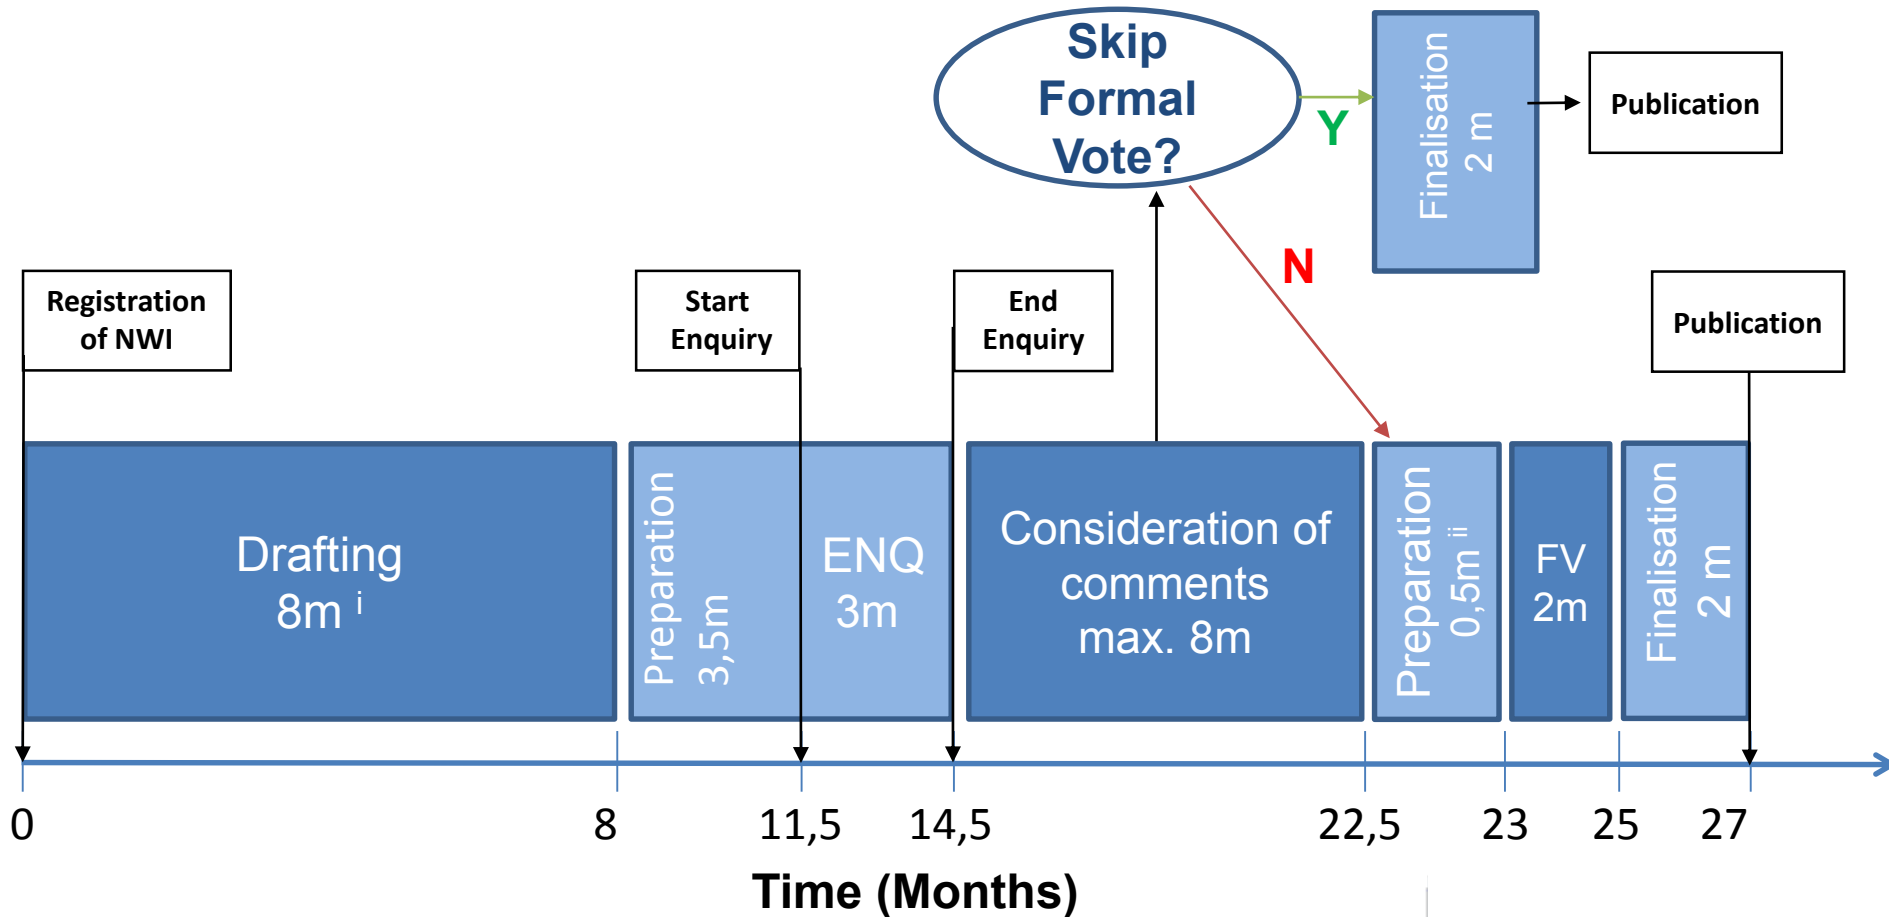 Skip
Formal
Vote?
Y
N
Finalisation
2 m
Publication
Registration
of NWI
Start
Enquiry
End
Enquiry
Publication
Drafting
8m i
Preparation
3,5m
ENQ
3m
Consideration of
comments
max. 8m
Preparation
0,5m ii
FV
2m
Finalisation
2 m
0
8
11,5
14,5
22,5
23
25
27
Time (Months)